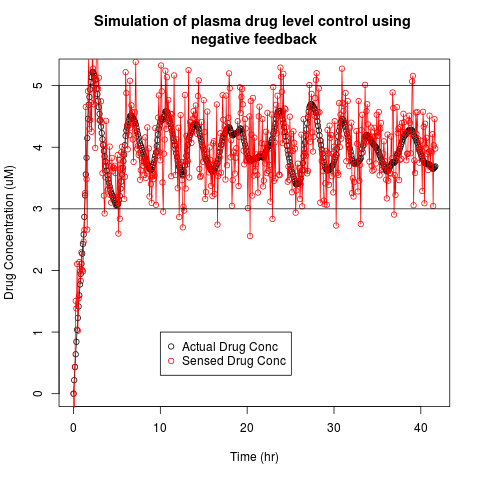 Simulation of plasma drug level control using
negative feedback
Drug Concentration (uM)
5
4
3
2
1
0
Actual Drug Conc
Sensed Drug Conc
0 10 20 30 40
Time (hr)